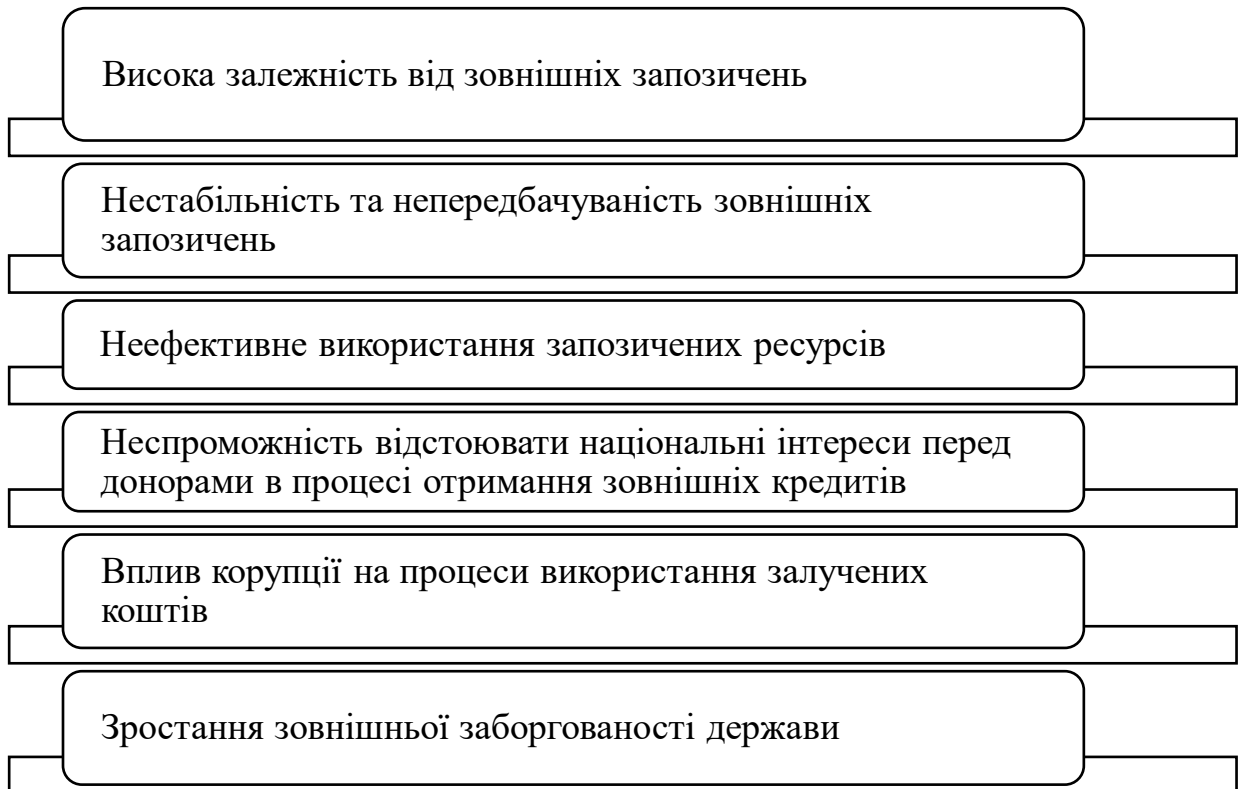 Висока залежність від зовнішніх запозичень
Нестабільність та непередбачуваність зовнішніх
запозичень
Неефективне використання запозичених ресурсів
Неспроможність відстоювати національні інтереси перед
донорами в процесі отримання зовнішніх кредитів
Вплив корупції на процеси використання залучених
коштів
Зростання зовнішньої заборгованості держави